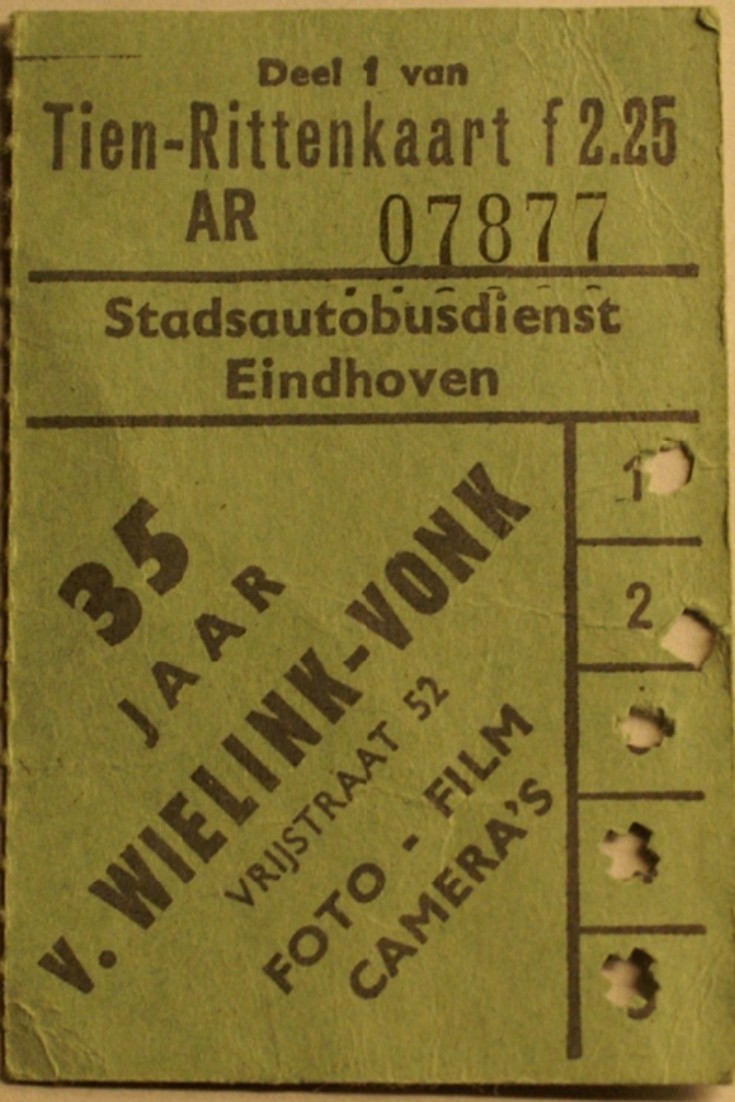 Deel 1 van
Tien-Rittenkaart f 2.25
AR 07877
Stadsautobusdienst
Eindhoven
35
JAAR
V. WIELINK-VONK
VRIJSTRAAT 52
FOTO - FILM
CAMERA'S
1
2